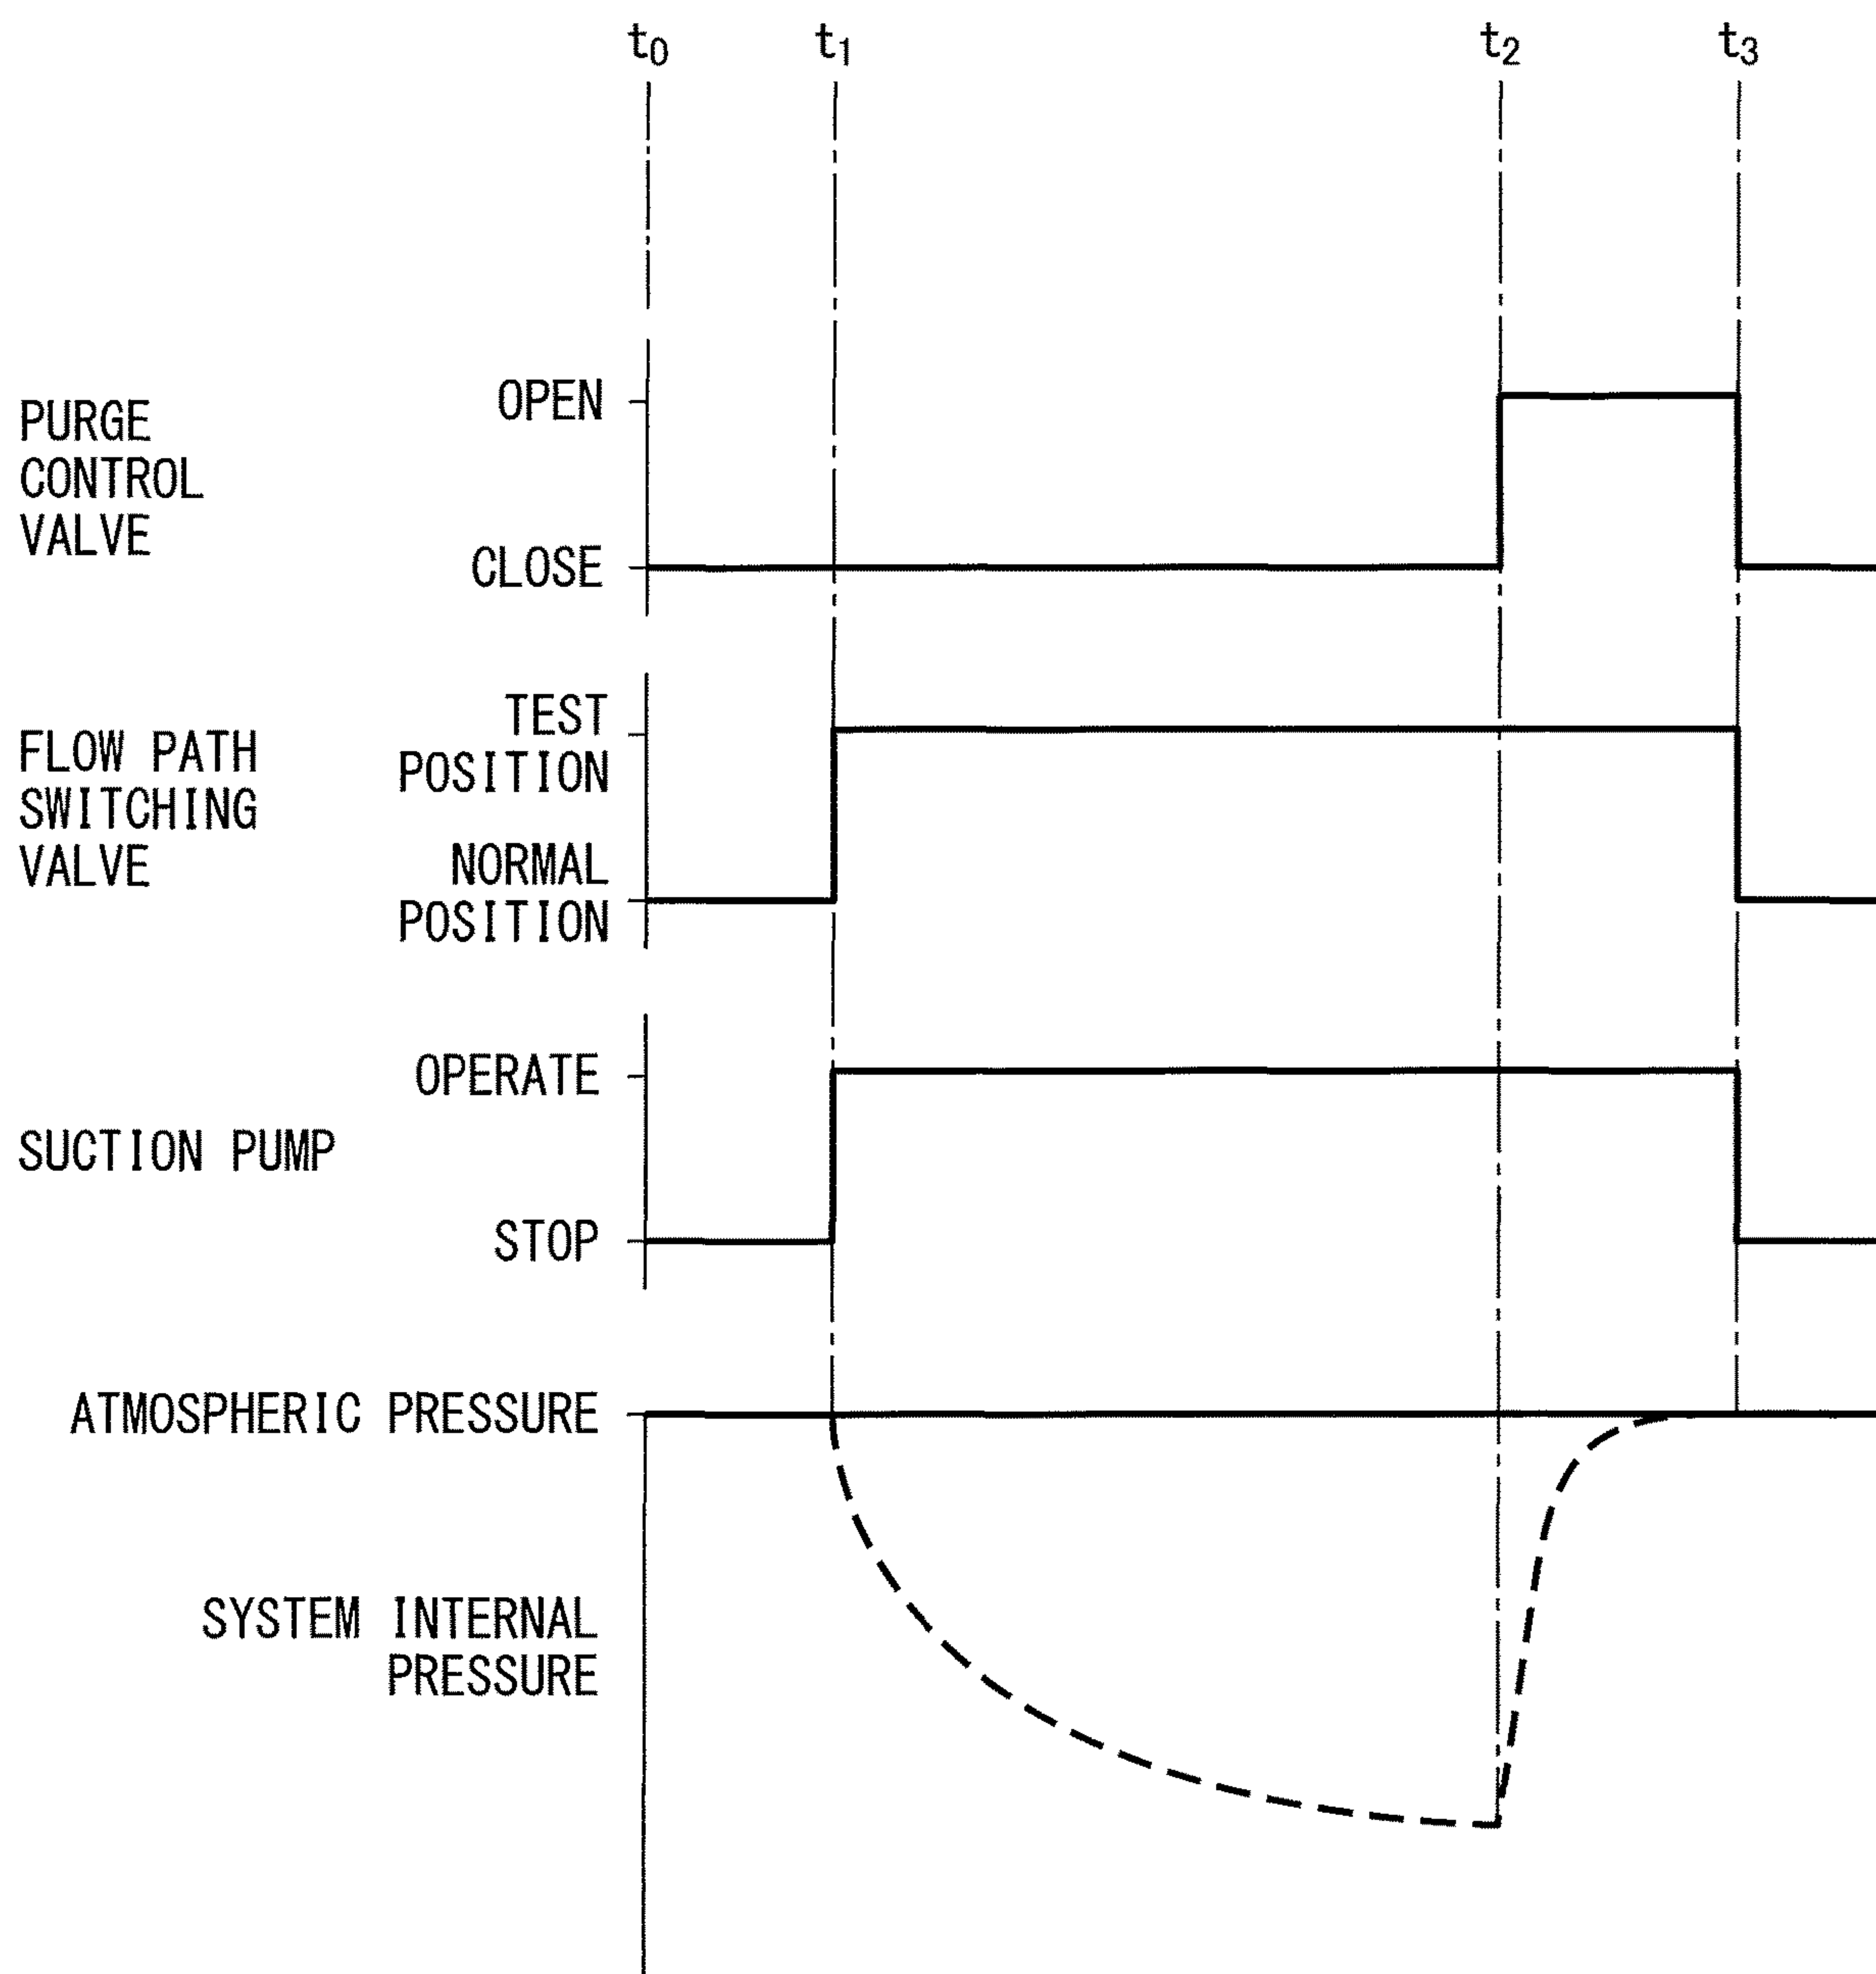 t0 t1 t2 t3
PURGE
CONTROL
VALVE
OPEN
CLOSE
FLOW PATH
SWITCHING
VALVE
TEST
POSITION
NORMAL
POSITION
SUCTION PUMP
OPERATE
STOP
ATMOSPHERIC PRESSURE
SYSTEM INTERNAL
PRESSURE